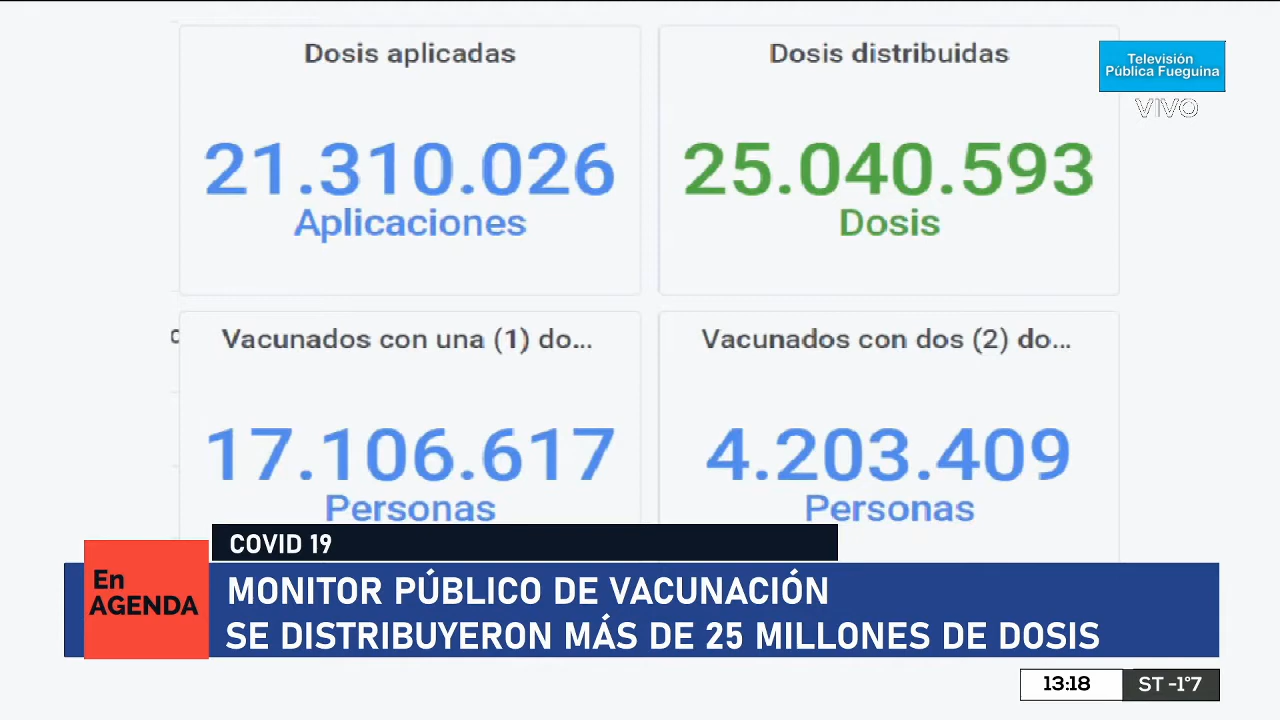 Dosis aplicadas
21.310.026
Aplicaciones
Dosis distribuidas
25.040.593
Dosis
Televisión
Pública Fueguina
VIVO
Vacunados con una (1) do...
17.106.617
Personas
Vacunados con dos (2) do...
4.203.409
Personas
COVID 19
En
AGENDA
MONITOR PÚBLICO DE VACUNACIÓN
SE DISTRIBUYERON MÁS DE 25 MILLONES DE DOSIS
13:18
ST -1°7